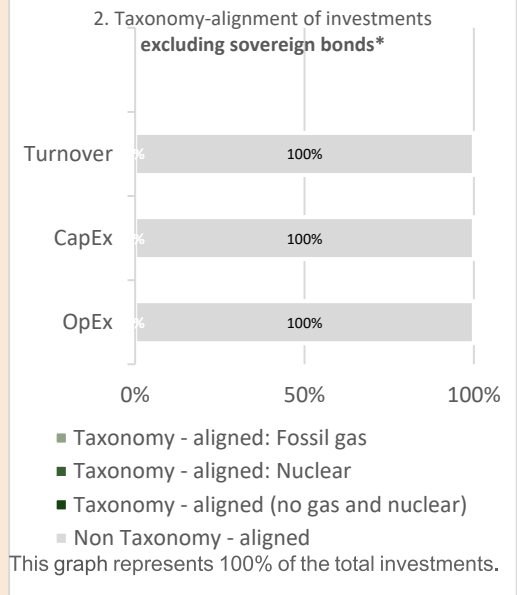 2. Taxonomy-alignment of investments
excluding sovereign bonds*
Turnover
%
100%
CapEx
%
100%
OpEx
%
100%
0%
50%
100%
Taxonomy - aligned: Fossil gas
Taxonomy - aligned: Nuclear
Taxonomy - aligned (no gas and nuclear)
Non Taxonomy - aligned
This graph represents 100% of the total investments.